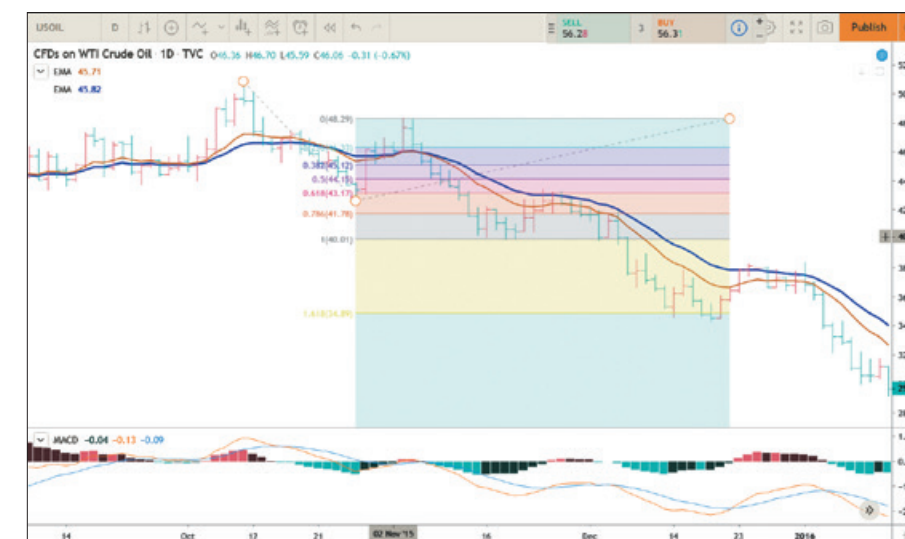 USOIL D SELL 56.28 3 BUY 56.31 Publish
CFDs on WTI Crude Oil · 1D · TVC O46.36 H46.70 L45.59 C46.06 -0.31 (-0.67%)
EMA 45.71
EMA 45.82
0(48.29)
0.382(45.12)
0.5(44.15)
0.618(43.17)
0.786(41.78)
1(40.01)
1.618(34.89)
MACD -0.04 -0.13 -0.09
14 Oct 12 21 02 Nov '15 16 Dec 14 23 2016